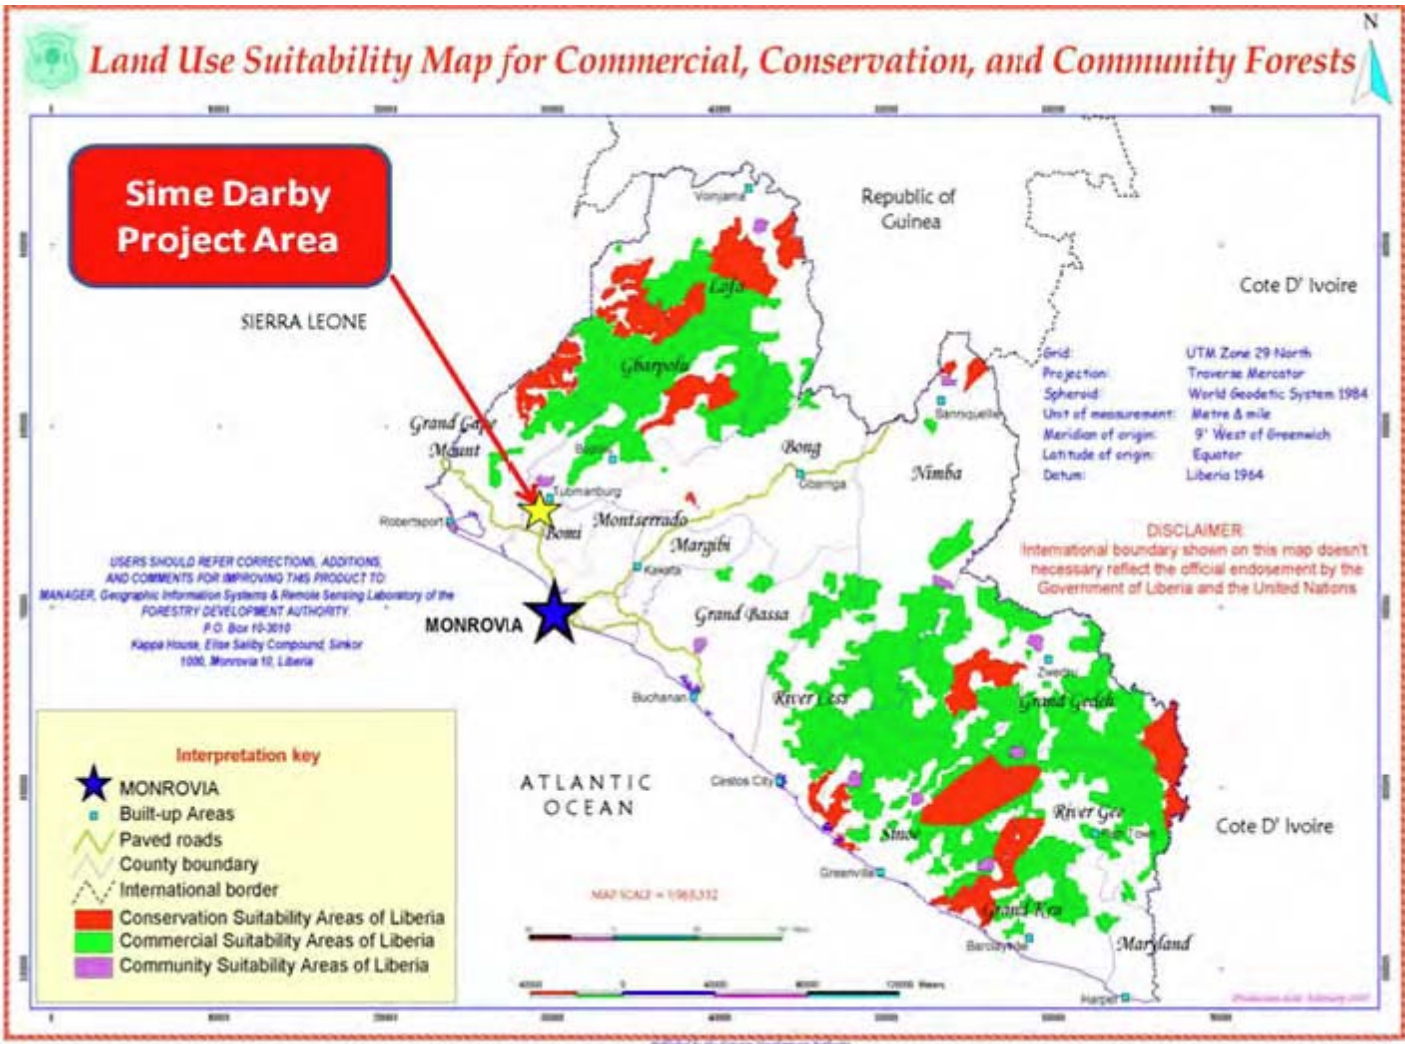 Land Use Suitability Map for Commercial, Conservation, and Community Forests
N
Sime Darby
Project Area
Vonjama
Republic of
Guinea
Cote D' Ivoire
SIERRA LEONE
Lofa
Gbarpolu
Grid: UTM Zone 29 North
Projection: Traverse Mercator
Spheroid: World Geodetic System 1984
Unit of measurement: Metre & mile
Meridian of origin: 9° West of Greenwich
Latitude of origin: Equator
Datum: Liberia 1964
Sanniquelle
Grand Cape
Mount
Bong
Gbarnga
Nimba
Tubmanburg
Robertsport
Bomi
Montserrado
Margibi
Kakata
DISCLAIMER
International boundary shown on this map doesn't
necessary reflect the official endosement by the
Government of Liberia and the United Nations
USERS SHOULD REFER CORRECTIONS, ADDITIONS,
AND COMMENTS FOR IMPROVING THIS PRODUCT TO:
MANAGER, Geographic Information Systems & Remote Sensing Laboratory of the
FORESTRY DEVELOPMENT AUTHORITY.
P.O. Box 10-3010
Kappa House, Elise Saliby Compound, Sinkor
1000, Monrovia 10, Liberia
MONROVIA
Grand Bassa
Buchanan
River Cess
Zwedru
Grand Gedeh
Cestos City
ATLANTIC
OCEAN
Sinoe
River Gee
Cote D' Ivoire
Greenville
Grand Kru
Barclayville
Maryland
Harper
Interpretation key
MONROVIA
Built-up Areas
Paved roads
County boundary
International border
Conservation Suitability Areas of Liberia
Commercial Suitability Areas of Liberia
Community Suitability Areas of Liberia